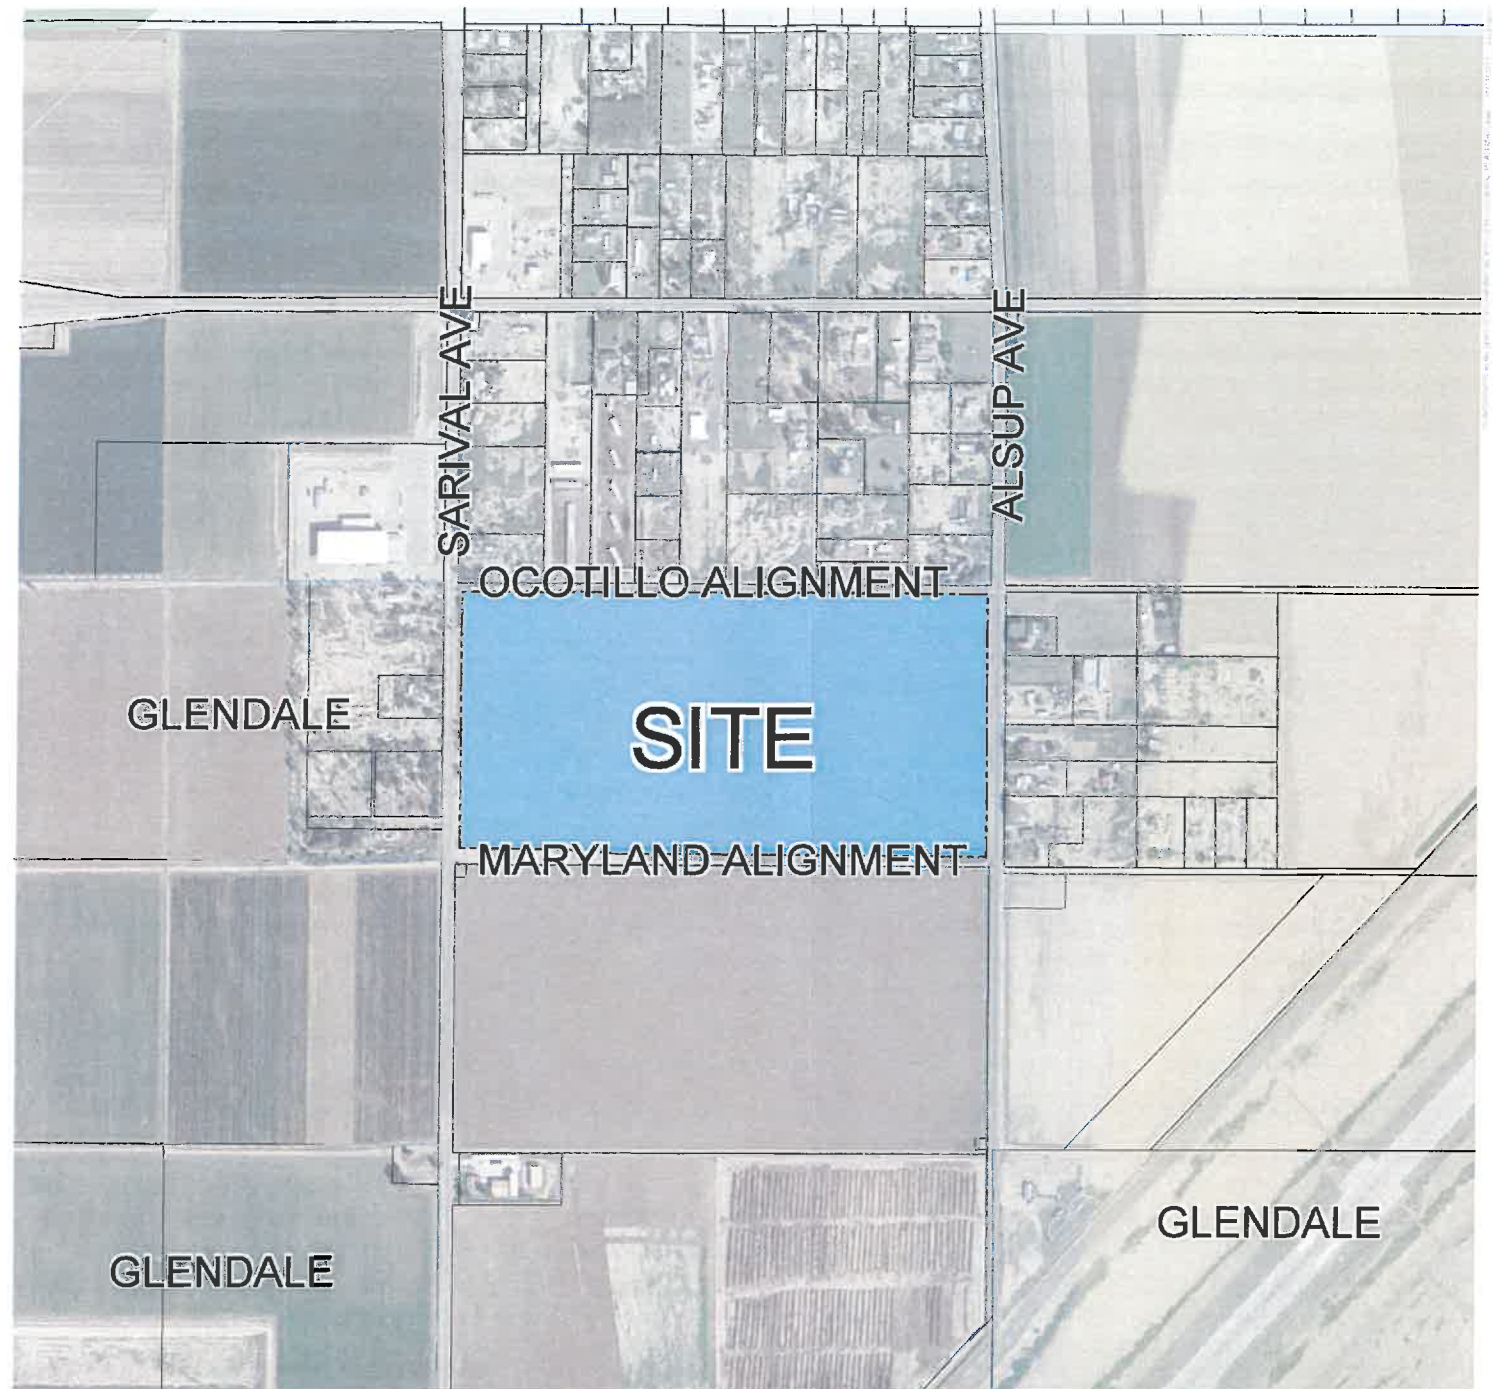 SARIVAL AVE
ALSUP AVE
OCOTILLO ALIGNMENT
GLENDALE
SITE
MARYLAND ALIGNMENT
GLENDALE
GLENDALE